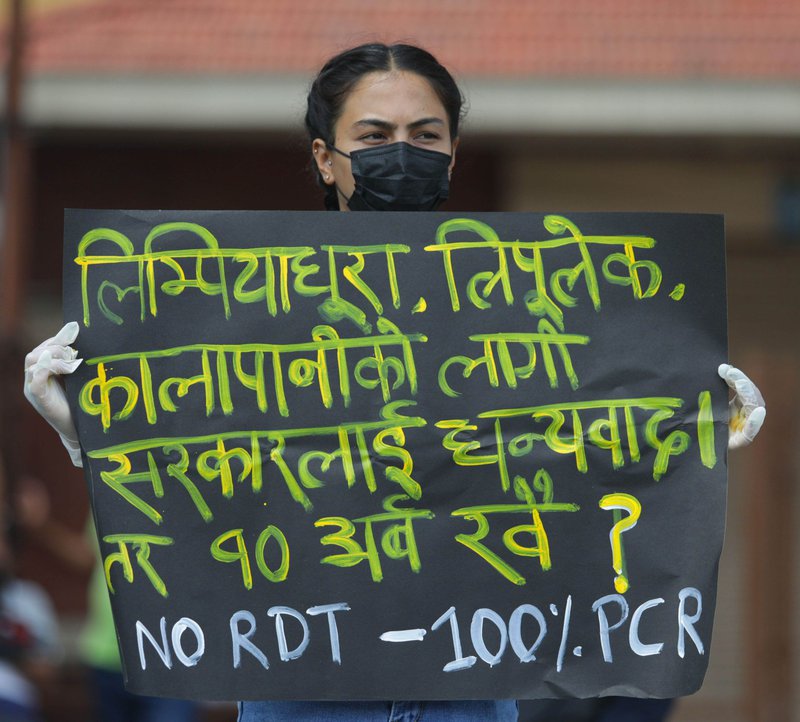 लिम्पियाधुरा, लिपुलेक,
कालापानीको लागी
सरकारलाई धन्यवाद।
तर १० अर्ब खै ?
NO RDT – 100% PCR